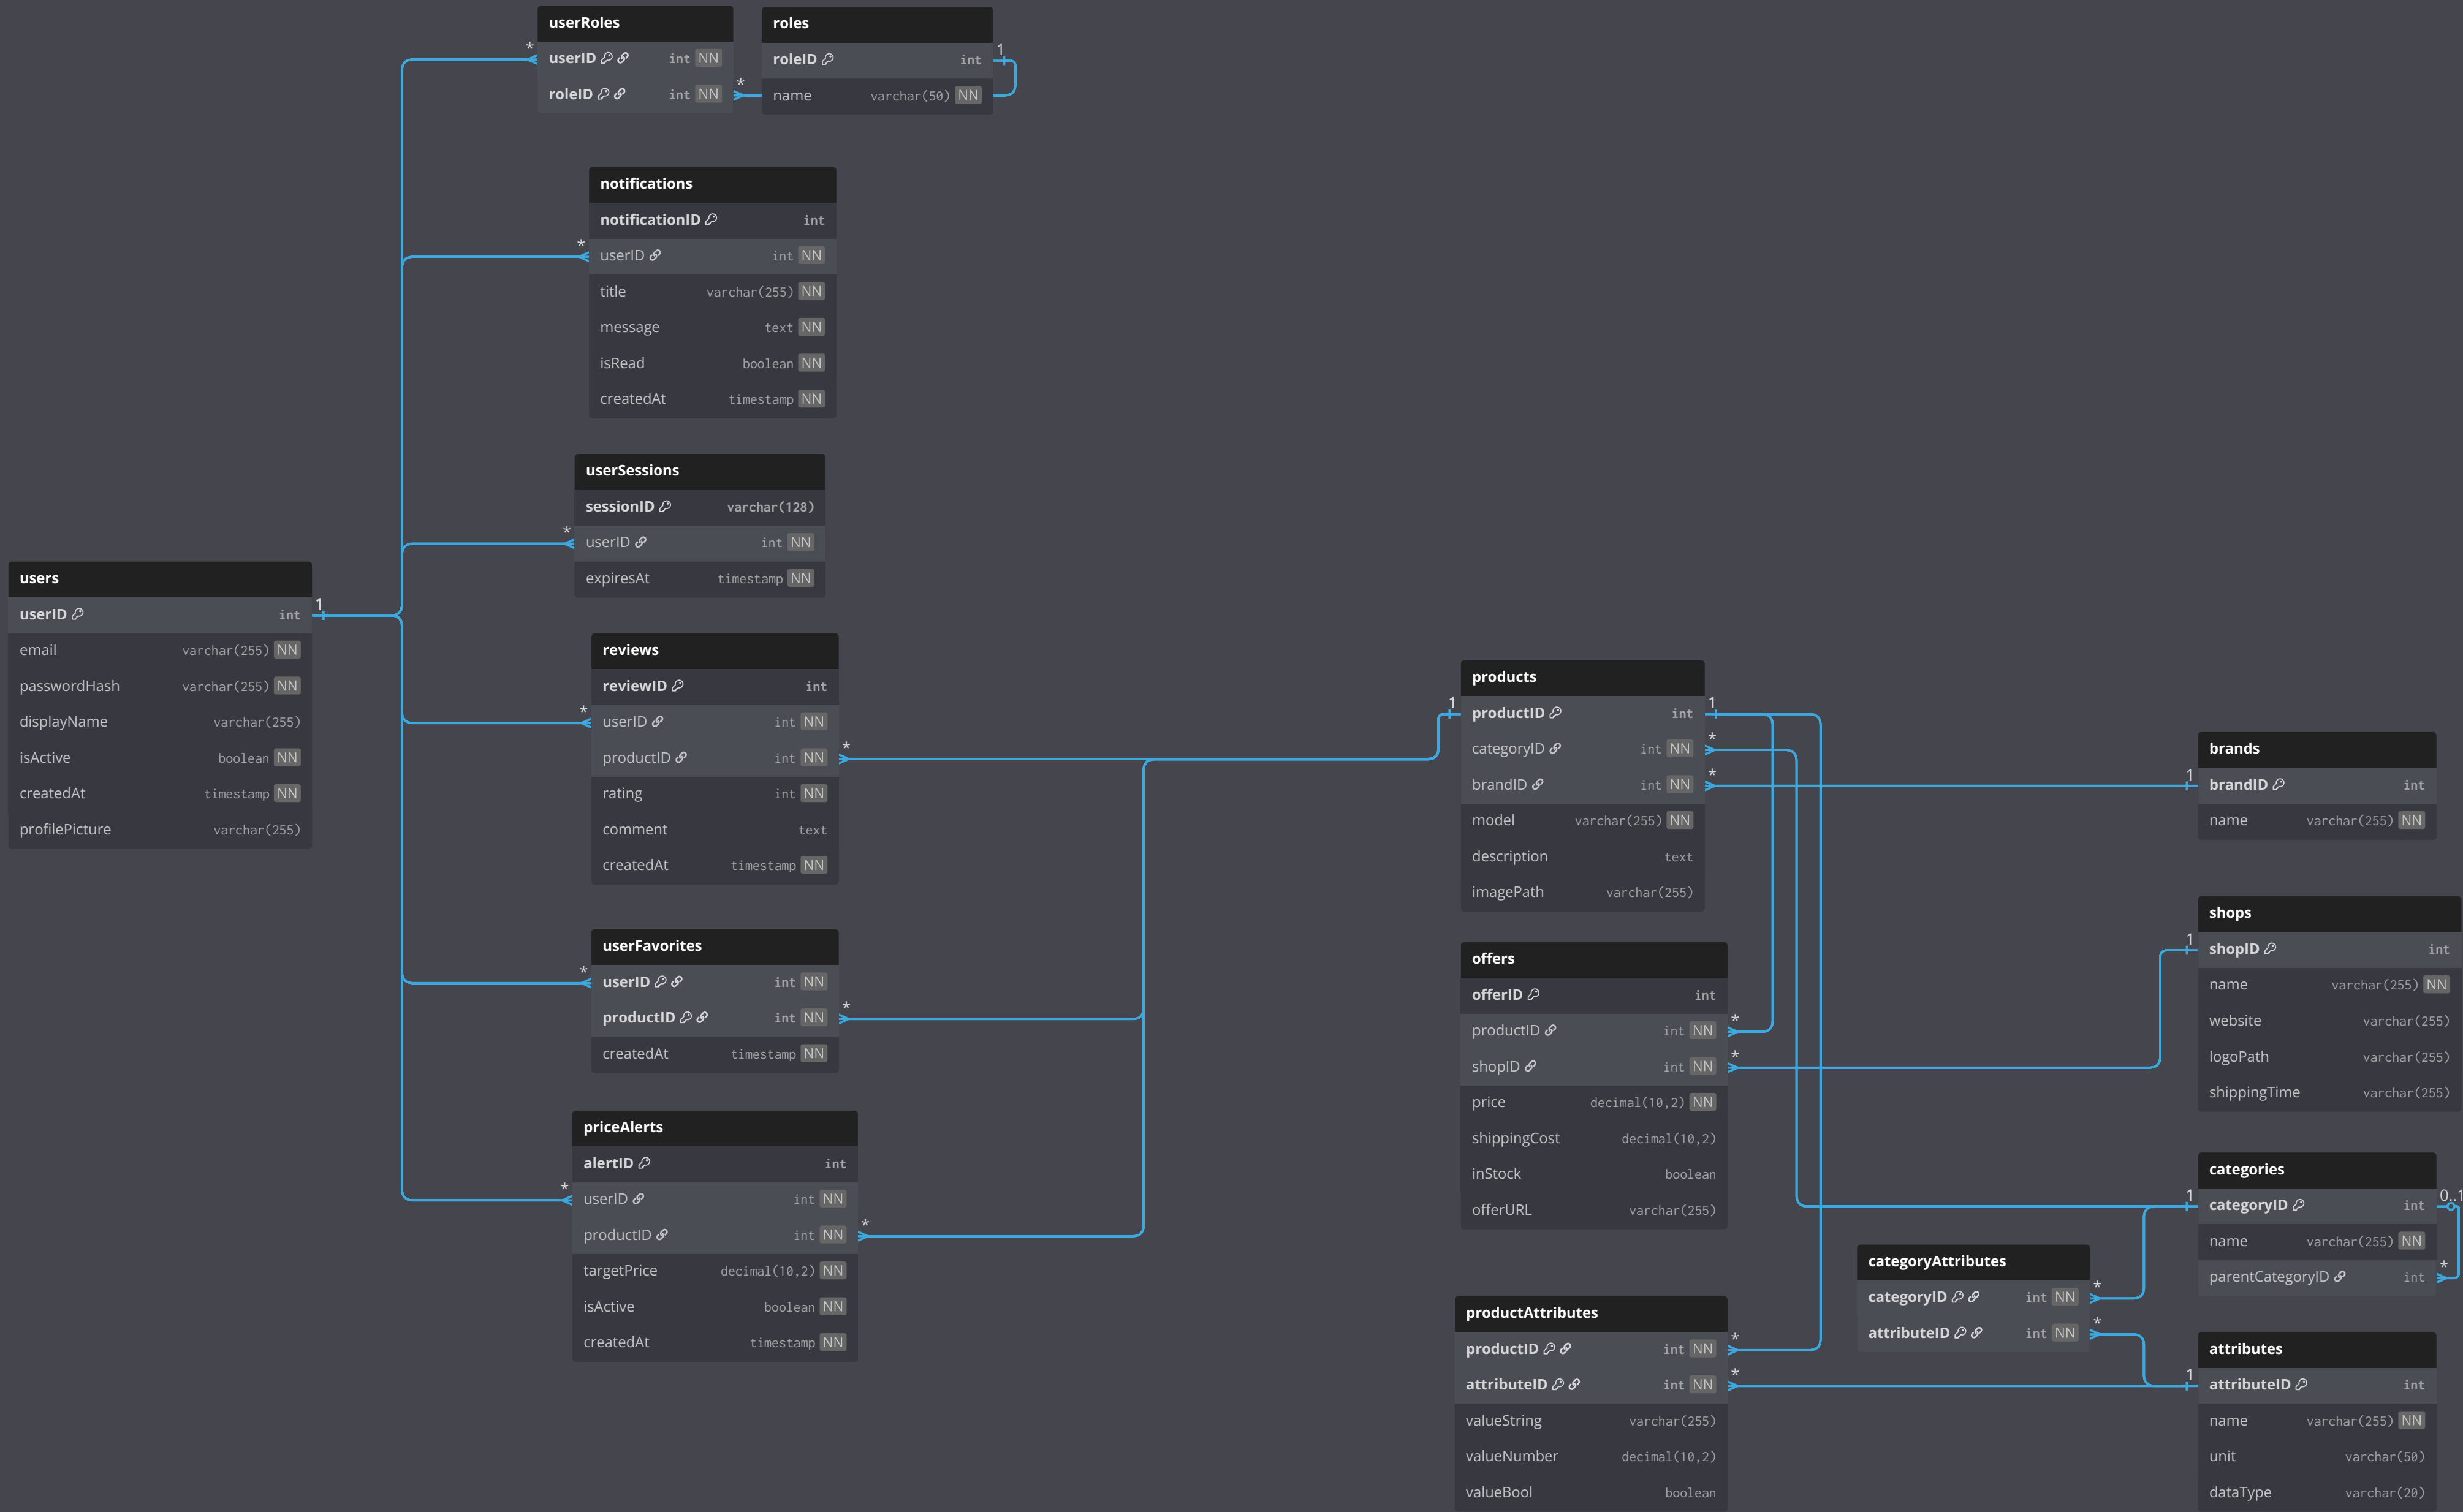 userRoles
userID int NN
roleID int NN
roles
roleID int
name varchar(50) NN
*
*
1
notifications
notificationID int
userID int NN
title varchar(255) NN
message text NN
isRead boolean NN
createdAt timestamp NN
*
userSessions
sessionID varchar(128)
userID int NN
expiresAt timestamp NN
*
users
userID int
email varchar(255) NN
passwordHash varchar(255) NN
displayName varchar(255)
isActive boolean NN
createdAt timestamp NN
profilePicture varchar(255)
1
reviews
reviewID int
userID int NN
productID int NN
rating int NN
comment text
createdAt timestamp NN
*
*
userFavorites
userID int NN
productID int NN
createdAt timestamp NN
*
*
priceAlerts
alertID int
userID int NN
productID int NN
targetPrice decimal(10,2) NN
isActive boolean NN
createdAt timestamp NN
*
*
products
productID int
categoryID int NN
brandID int NN
model varchar(255) NN
description text
imagePath varchar(255)
1
1
*
*
offers
offerID int
productID int NN
shopID int NN
price decimal(10,2) NN
shippingCost decimal(10,2)
inStock boolean
offerURL varchar(255)
*
*
productAttributes
productID int NN
attributeID int NN
valueString varchar(255)
valueNumber decimal(10,2)
valueBool boolean
*
*
categoryAttributes
categoryID int NN
attributeID int NN
*
*
brands
brandID int
name varchar(255) NN
1
shops
shopID int
name varchar(255) NN
website varchar(255)
logoPath varchar(255)
shippingTime varchar(255)
1
categories
categoryID int
name varchar(255) NN
parentCategoryID int
1
0..1
*
attributes
attributeID int
name varchar(255) NN
unit varchar(50)
dataType varchar(20)
1